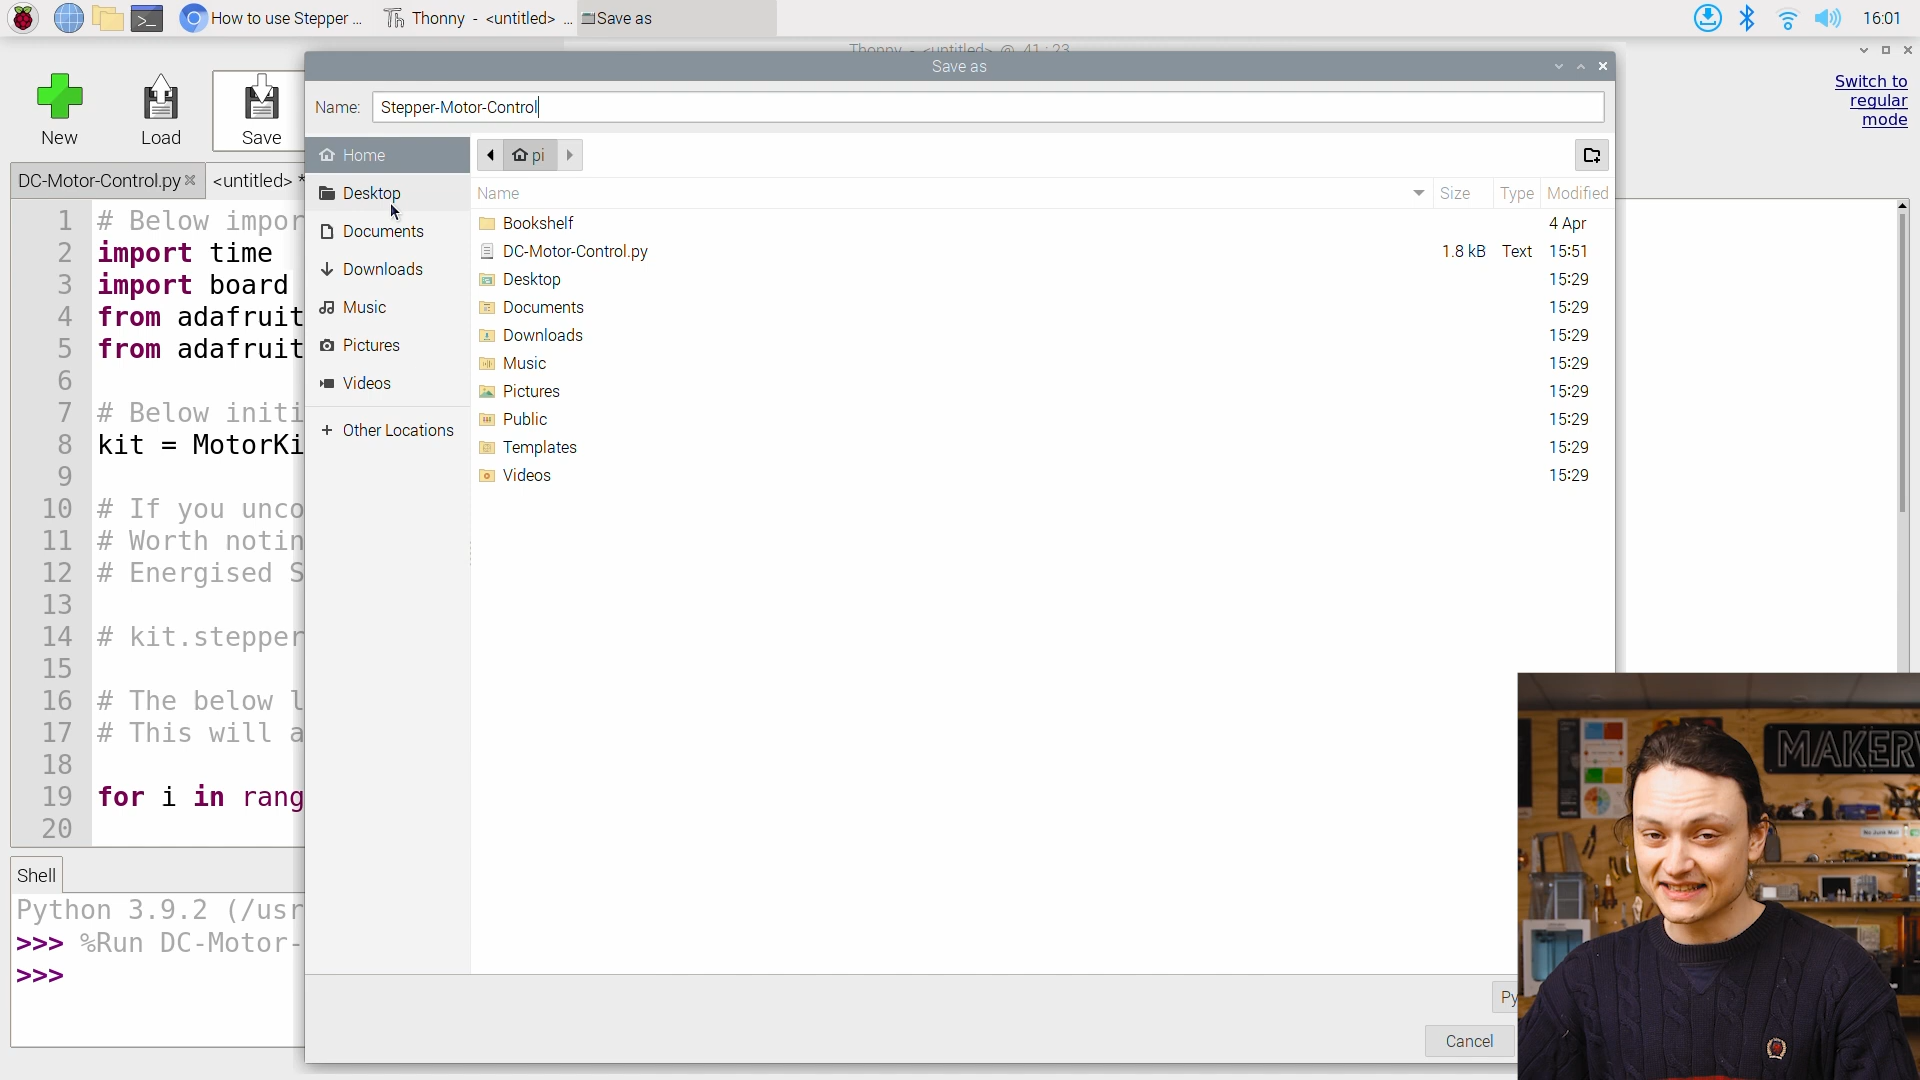 How to use Stepper ...
Thonny - <untitled> ...
Save as
16:01
Thonny - <untitled> @ 41 : 23
Save as
New
Load
Save
Switch to
regular
mode
Name: Stepper-Motor-Control
DC-Motor-Control.py
<untitled> *
Home
Desktop
Documents
Downloads
Music
Pictures
Videos
Other Locations
pi
Name Size Type Modified
Bookshelf 4 Apr
DC-Motor-Control.py 1.8 kB Text 15:51
Desktop 15:29
Documents 15:29
Downloads 15:29
Music 15:29
Pictures 15:29
Public 15:29
Templates 15:29
Videos 15:29
1 # Below impor
2 import time
3 import board
4 from adafruit
5 from adafruit
6
7 # Below initi
8 kit = MotorKi
9
10 # If you unco
11 # Worth notin
12 # Energised S
13
14 # kit.stepper
15
16 # The below l
17 # This will a
18
19 for i in rang
20
Shell
Python 3.9.2 (/usr
>>> %Run DC-Motor-
>>>
Py
Cancel
MAKERV
No Junk Mail